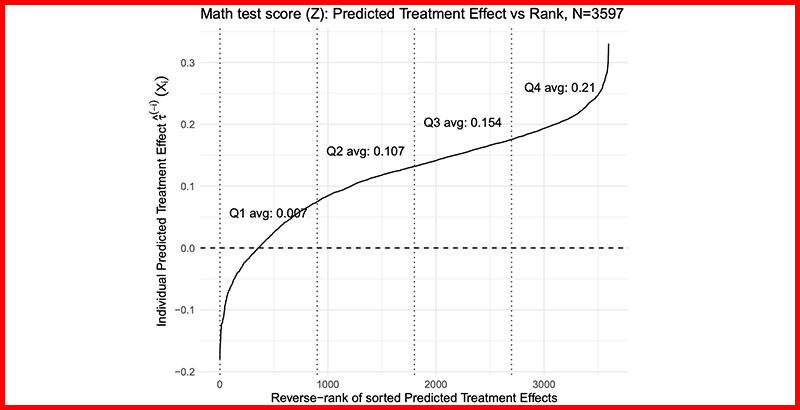 Math test score (Z): Predicted Treatment Effect vs Rank, N=3597
Individual Predicted Treatment Effect τ̂⁽⁻ⁱ⁾ (Xᵢ)
0.3
0.2
0.1
0.0
−0.1
−0.2
Q1 avg: 0.007
Q2 avg: 0.107
Q3 avg: 0.154
Q4 avg: 0.21
0
1000
2000
3000
Reverse−rank of sorted Predicted Treatment Effects